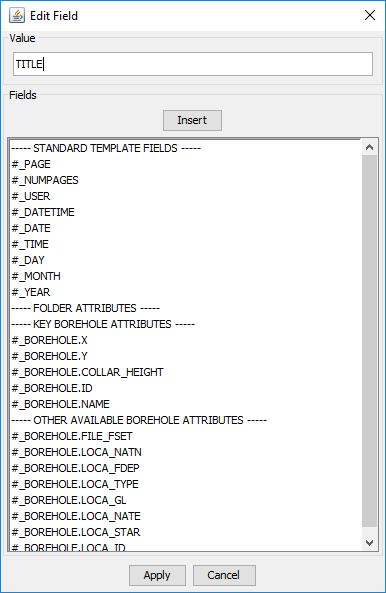 Edit Field
Value
TITLE
Fields
Insert
----- STANDARD TEMPLATE FIELDS -----
#_PAGE
#_NUMPAGES
#_USER
#_DATETIME
#_DATE
#_TIME
#_DAY
#_MONTH
#_YEAR
----- FOLDER ATTRIBUTES -----
----- KEY BOREHOLE ATTRIBUTES -----
#_BOREHOLE.X
#_BOREHOLE.Y
#_BOREHOLE.COLLAR_HEIGHT
#_BOREHOLE.ID
#_BOREHOLE.NAME
----- OTHER AVAILABLE BOREHOLE ATTRIBUTES -----
#_BOREHOLE.FILE_FSET
#_BOREHOLE.LOCA_NATN
#_BOREHOLE.LOCA_FDEP
#_BOREHOLE.LOCA_TYPE
#_BOREHOLE.LOCA_GL
#_BOREHOLE.LOCA_NATE
#_BOREHOLE.LOCA_STAR
#_BOREHOLE.LOCA_ID
Apply Cancel